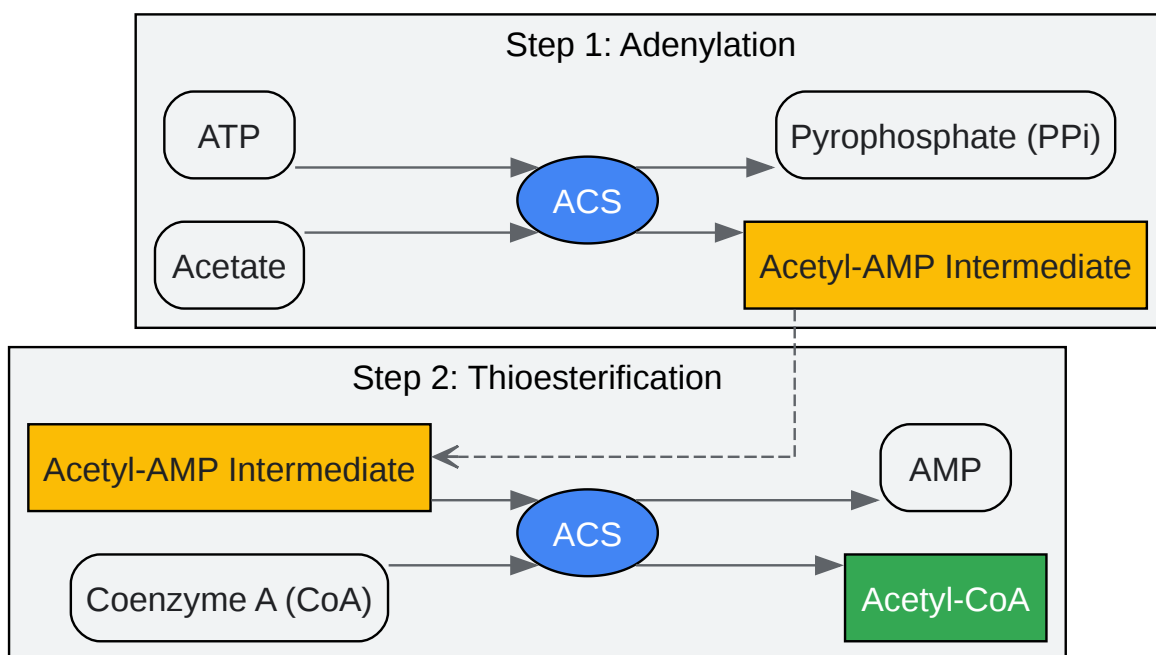 Step 1: Adenylation
ATP
Pyrophosphate (PPi)
ACS
Acetate
Acetyl-AMP Intermediate
Step 2: Thioesterification
Acetyl-AMP Intermediate
AMP
ACS
Coenzyme A (CoA)
Acetyl-CoA